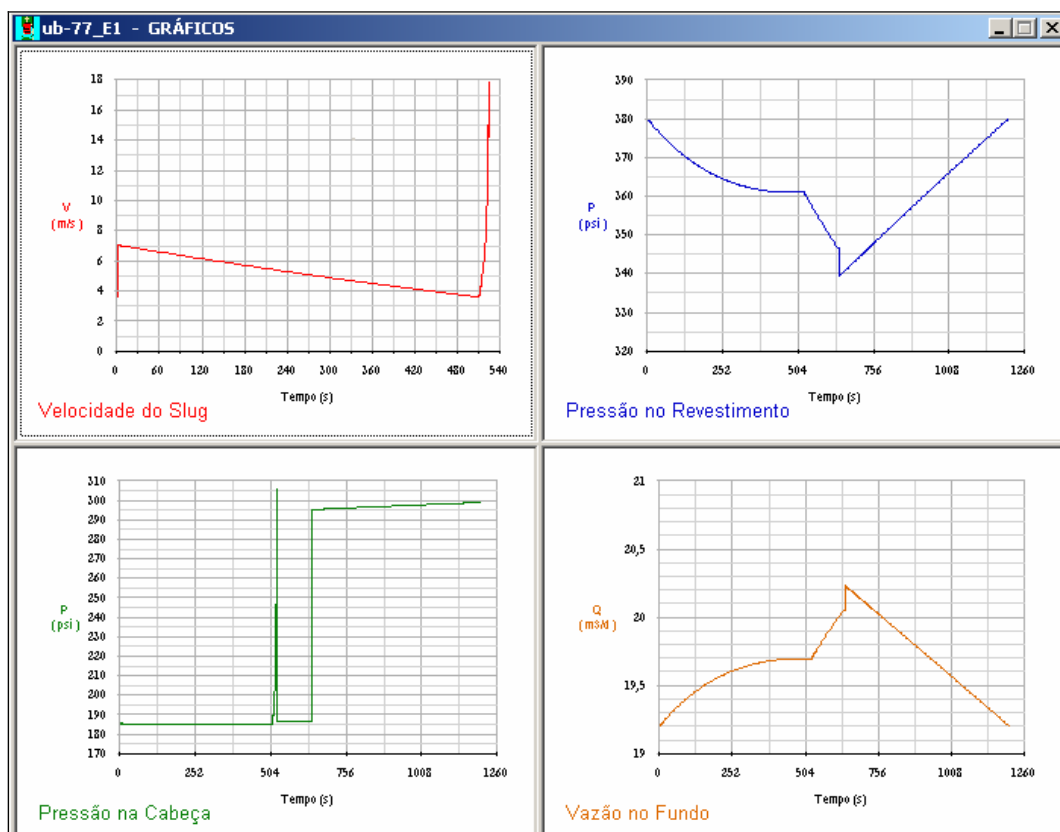 ub-77_E1 - GRÁFICOS
18
16
14
12
10
8
6
4
2
0
V
(m/s)
0 60 120 180 240 300 360 420 480 540
Tempo (s)
Velocidade do Slug
390
380
370
360
350
340
330
320
P
(psi)
0 252 504 756 1008 1260
Tempo (s)
Pressão no Revestimento
310
300
290
280
270
260
250
240
230
220
210
200
190
180
170
P
(psi)
0 252 504 756 1008 1260
Tempo (s)
Pressão na Cabeça
21
20,5
20
19,5
19
Q
(m3/d)
0 252 504 756 1008 1260
Tempo (s)
Vazão no Fundo